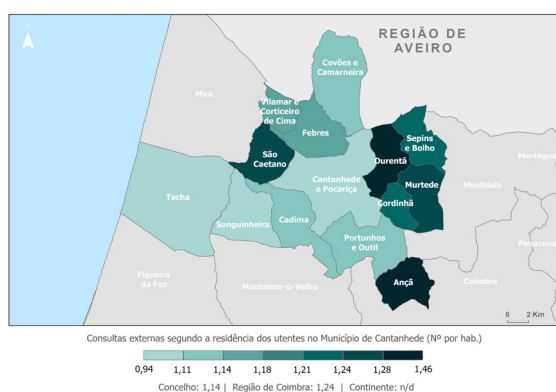 REGIÃO DE
AVEIRO
N
Covões e
Camarneira
Mira
Vilamar e
Corticeiro
de Cima
Febres
Sepins
e Bolho
Mortágua
São
Caetano
Ourentã
Cantanhede
e Pocariça
Murtede
Mealhada
Tocha
Cordinhã
Sanguinheira
Cadima
Portunhos
e Outil
Penacova
Figueira
da Foz
Montemor-o-Velho
Ançã
Coimbra
0 2 Km
Consultas externas segundo a residência dos utentes no Município de Cantanhede (Nº por hab.)
0,94 1,11 1,14 1,18 1,21 1,24 1,28 1,46
Concelho: 1,14 | Região de Coimbra: 1,24 | Continente: n/d